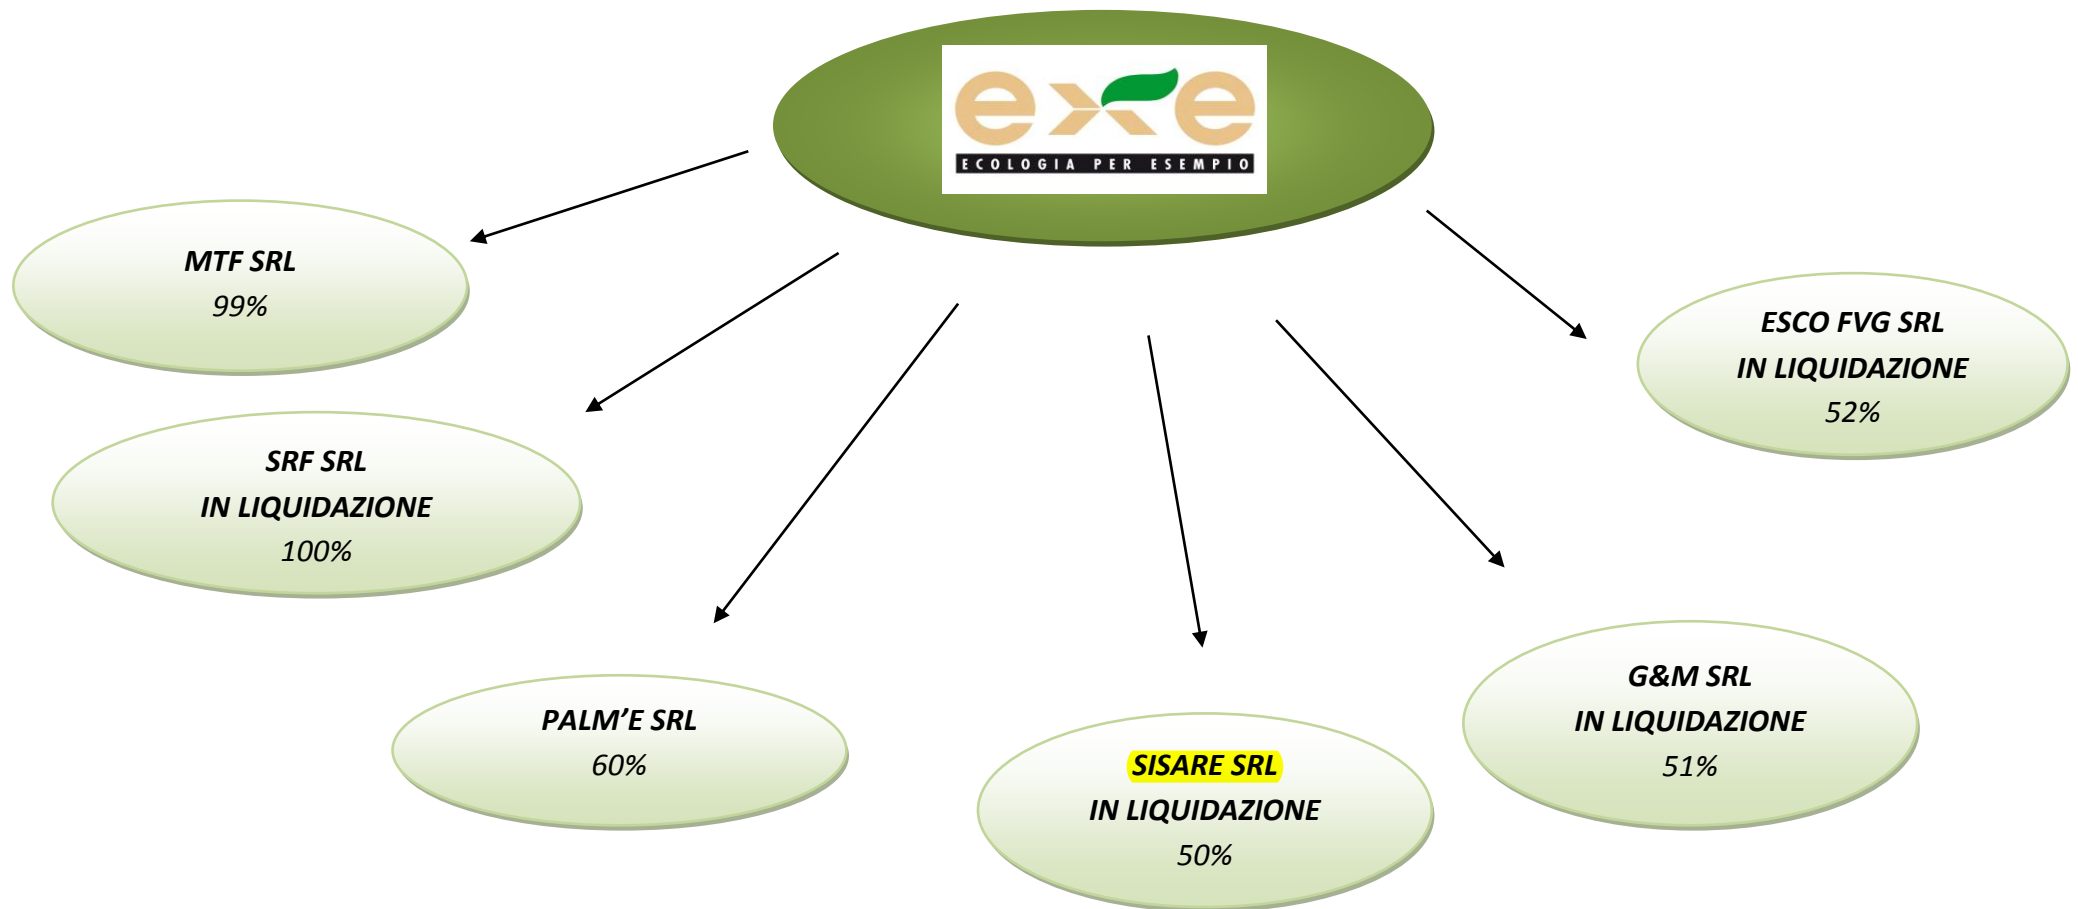 exe
ECOLOGIA PER ESEMPIO
MTF SRL
99%
SRF SRL
IN LIQUIDAZIONE
100%
PALM'E SRL
60%
SISARE SRL
IN LIQUIDAZIONE
50%
G&M SRL
IN LIQUIDAZIONE
51%
ESCO FVG SRL
IN LIQUIDAZIONE
52%